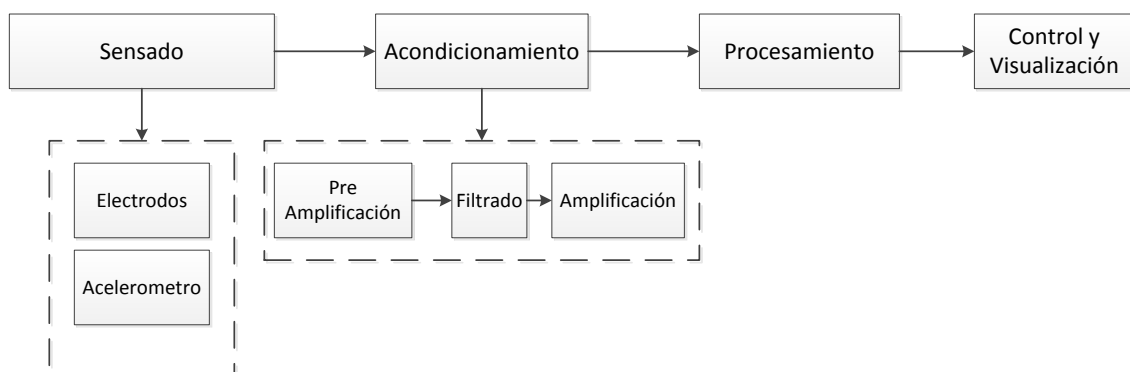 Sensado
Acondicionamiento
Procesamiento
Control y
Visualización
Electrodos
Acelerometro
Pre
Amplificación
Filtrado
Amplificación